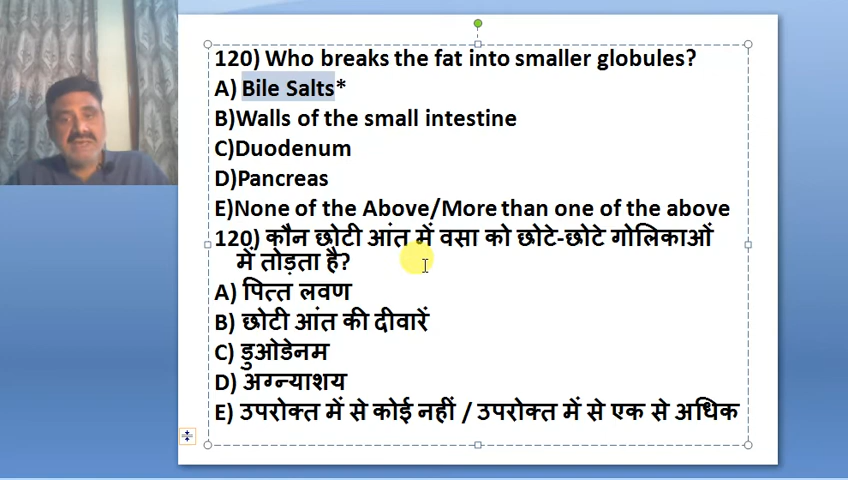 120) Who breaks the fat into smaller globules?
A) Bile Salts*
B)Walls of the small intestine
C)Duodenum
D)Pancreas
E)None of the Above/More than one of the above
120) कौन छोटी आंत में वसा को छोटे-छोटे गोलिकाओं
में तोड़ता है?
A) पित्त लवण
B) छोटी आंत की दीवारें
C) डुओडेनम
D) अग्न्याशय
E) उपरोक्त में से कोई नहीं / उपरोक्त में से एक से अधिक